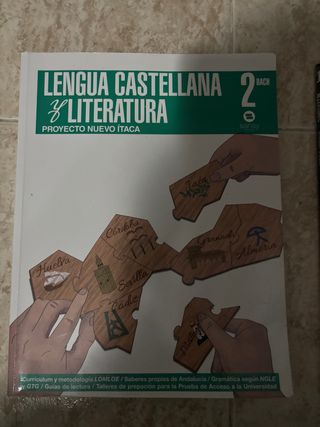 LENGUA CASTELLANA
y LITERATURA
PROYECTO NUEVO ÍTACA
2 BACH
Jaén
Córdoba
Granada
Almería
Huelva
Sevilla
Cádiz
Currículum y metodología LOMLOE / Saberes propios de Andalucía / Gramática según NGLE
y GTG / Guías de lectura / Talleres de preparación para la Prueba de Acceso a la Universidad